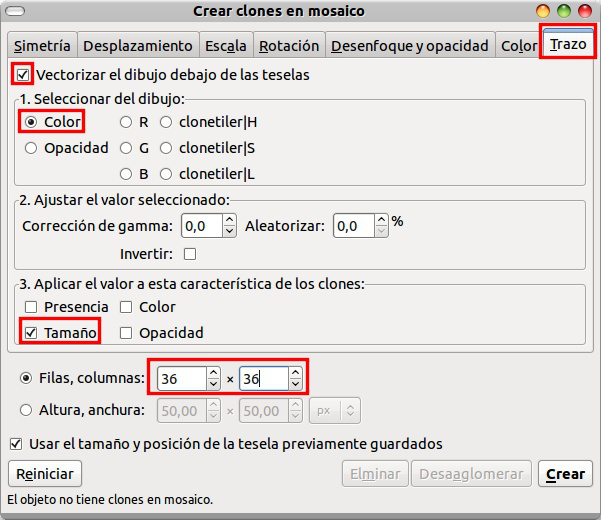 Crear clones en mosaico
Simetría Desplazamiento Escala Rotación Desenfoque y opacidad Color Trazo
Vectorizar el dibujo debajo de las teselas
1. Seleccionar del dibujo:
Color R clonetiler|H
Opacidad G clonetiler|S
B clonetiler|L
2. Ajustar el valor seleccionado:
Corrección de gamma: 0,0 Aleatorizar: 0,0 %
Invertir:
3. Aplicar el valor a esta característica de los clones:
Presencia Color
Tamaño Opacidad
Filas, columnas: 36 × 36
Altura, anchura: 50,00 × 50,00 px
Usar el tamaño y posición de la tesela previamente guardados
Reiniciar Elminar Desaaglomerar Crear
El objeto no tiene clones en mosaico.